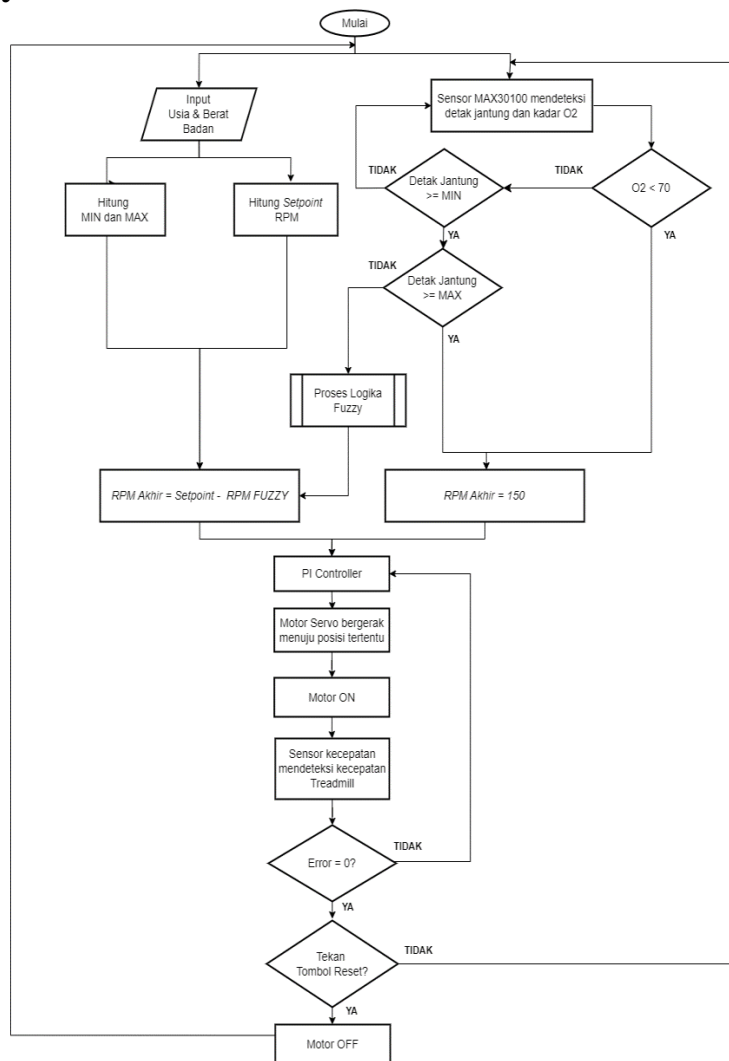 Mulai
Input
Usia & Berat
Badan
Sensor MAX30100 mendeteksi
detak jantung dan kadar O2
Hitung
MIN dan MAX
Hitung Setpoint
RPM
TIDAK
Detak Jantung
>= MIN
TIDAK
O2 < 70
YA
YA
TIDAK
Detak Jantung
>= MAX
YA
Proses Logika
Fuzzy
RPM Akhir = Setpoint - RPM FUZZY
RPM Akhir = 150
PI Controller
Motor Servo bergerak
menuju posisi tertentu
Motor ON
Sensor kecepatan
mendeteksi kecepatan
Treadmill
Error = 0?
TIDAK
YA
Tekan
Tombol Reset?
TIDAK
YA
Motor OFF